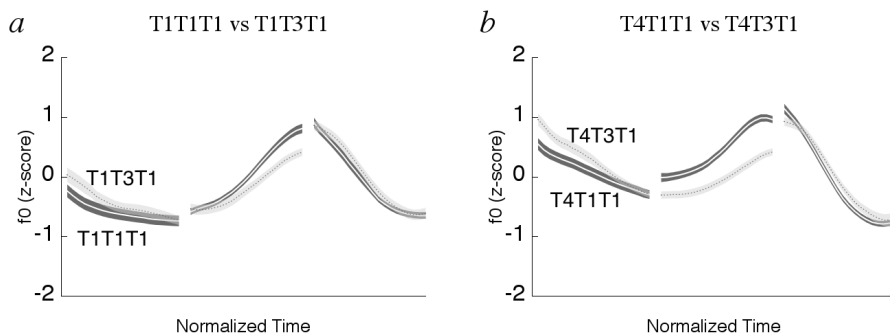 a T1T1T1 vs T1T3T1
2
1
0
-1
-2
f0 (z-score)
T1T3T1
T1T1T1
Normalized Time
b T4T1T1 vs T4T3T1
2
1
0
-1
-2
f0 (z-score)
T4T3T1
T4T1T1
Normalized Time